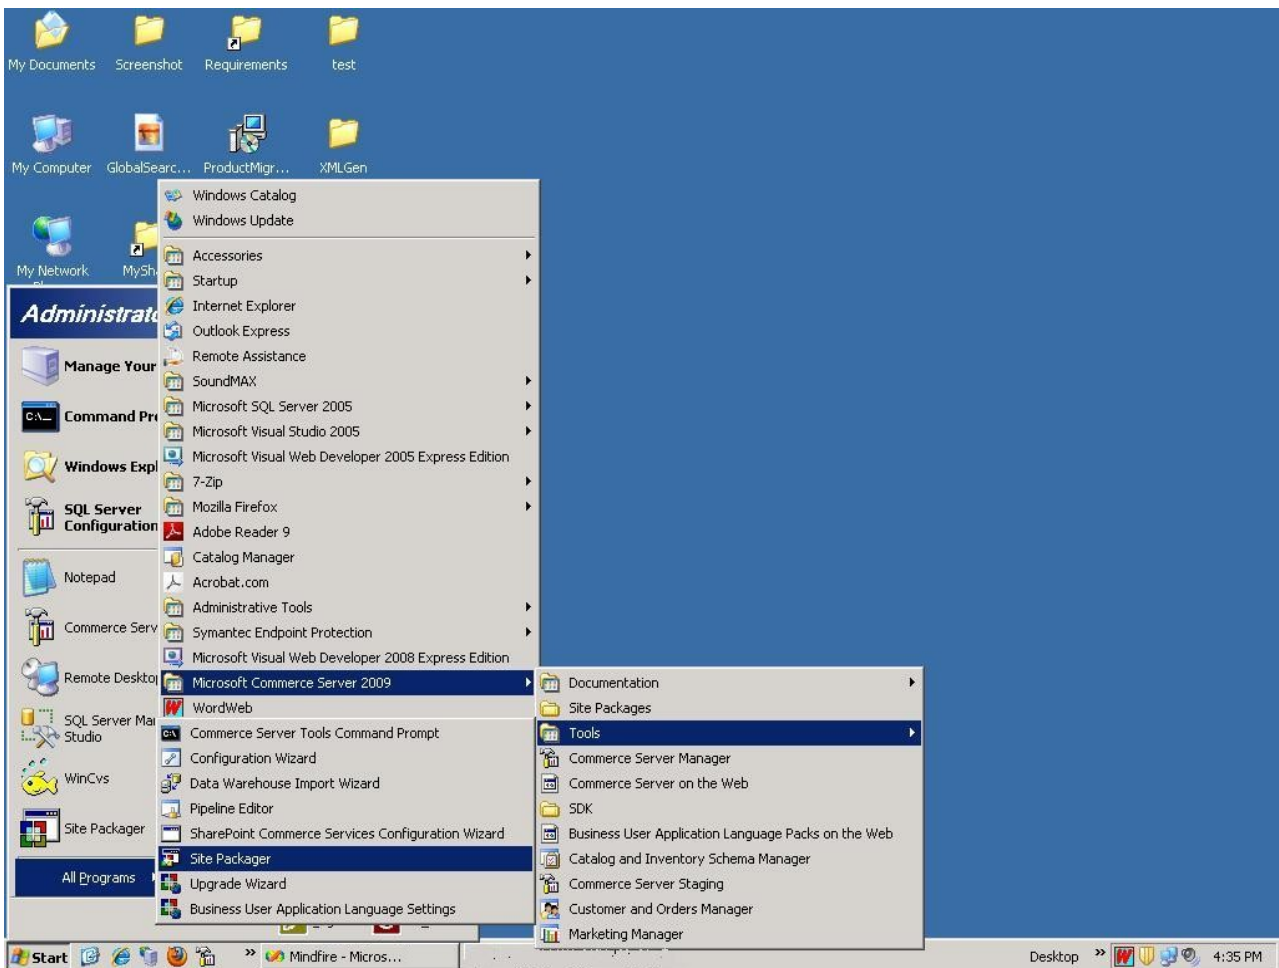 My Documents
Screenshot
Requirements
test
My Computer
GlobalSearc...
ProductMigr...
XMLGen
My Network
MySh
Administrato
Manage Your
Command Pro
Windows Expl
SQL Server
Configuration
Notepad
Commerce Serv
Remote Desktop
SQL Server Man
Studio
WinCvs
Site Packager
All Programs
Windows Catalog
Windows Update
Accessories
Startup
Internet Explorer
Outlook Express
Remote Assistance
SoundMAX
Microsoft SQL Server 2005
Microsoft Visual Studio 2005
Microsoft Visual Web Developer 2005 Express Edition
7-Zip
Mozilla Firefox
Adobe Reader 9
Catalog Manager
Acrobat.com
Administrative Tools
Symantec Endpoint Protection
Microsoft Visual Web Developer 2008 Express Edition
Microsoft Commerce Server 2009
WordWeb
Documentation
Site Packages
Tools
Commerce Server Manager
Commerce Server on the Web
SDK
Business User Application Language Packs on the Web
Catalog and Inventory Schema Manager
Commerce Server Staging
Customer and Orders Manager
Marketing Manager
Commerce Server Tools Command Prompt
Configuration Wizard
Data Warehouse Import Wizard
Pipeline Editor
SharePoint Commerce Services Configuration Wizard
Site Packager
Upgrade Wizard
Business User Application Language Settings
Start
» Mindfire - Micros...
Desktop »
4:35 PM